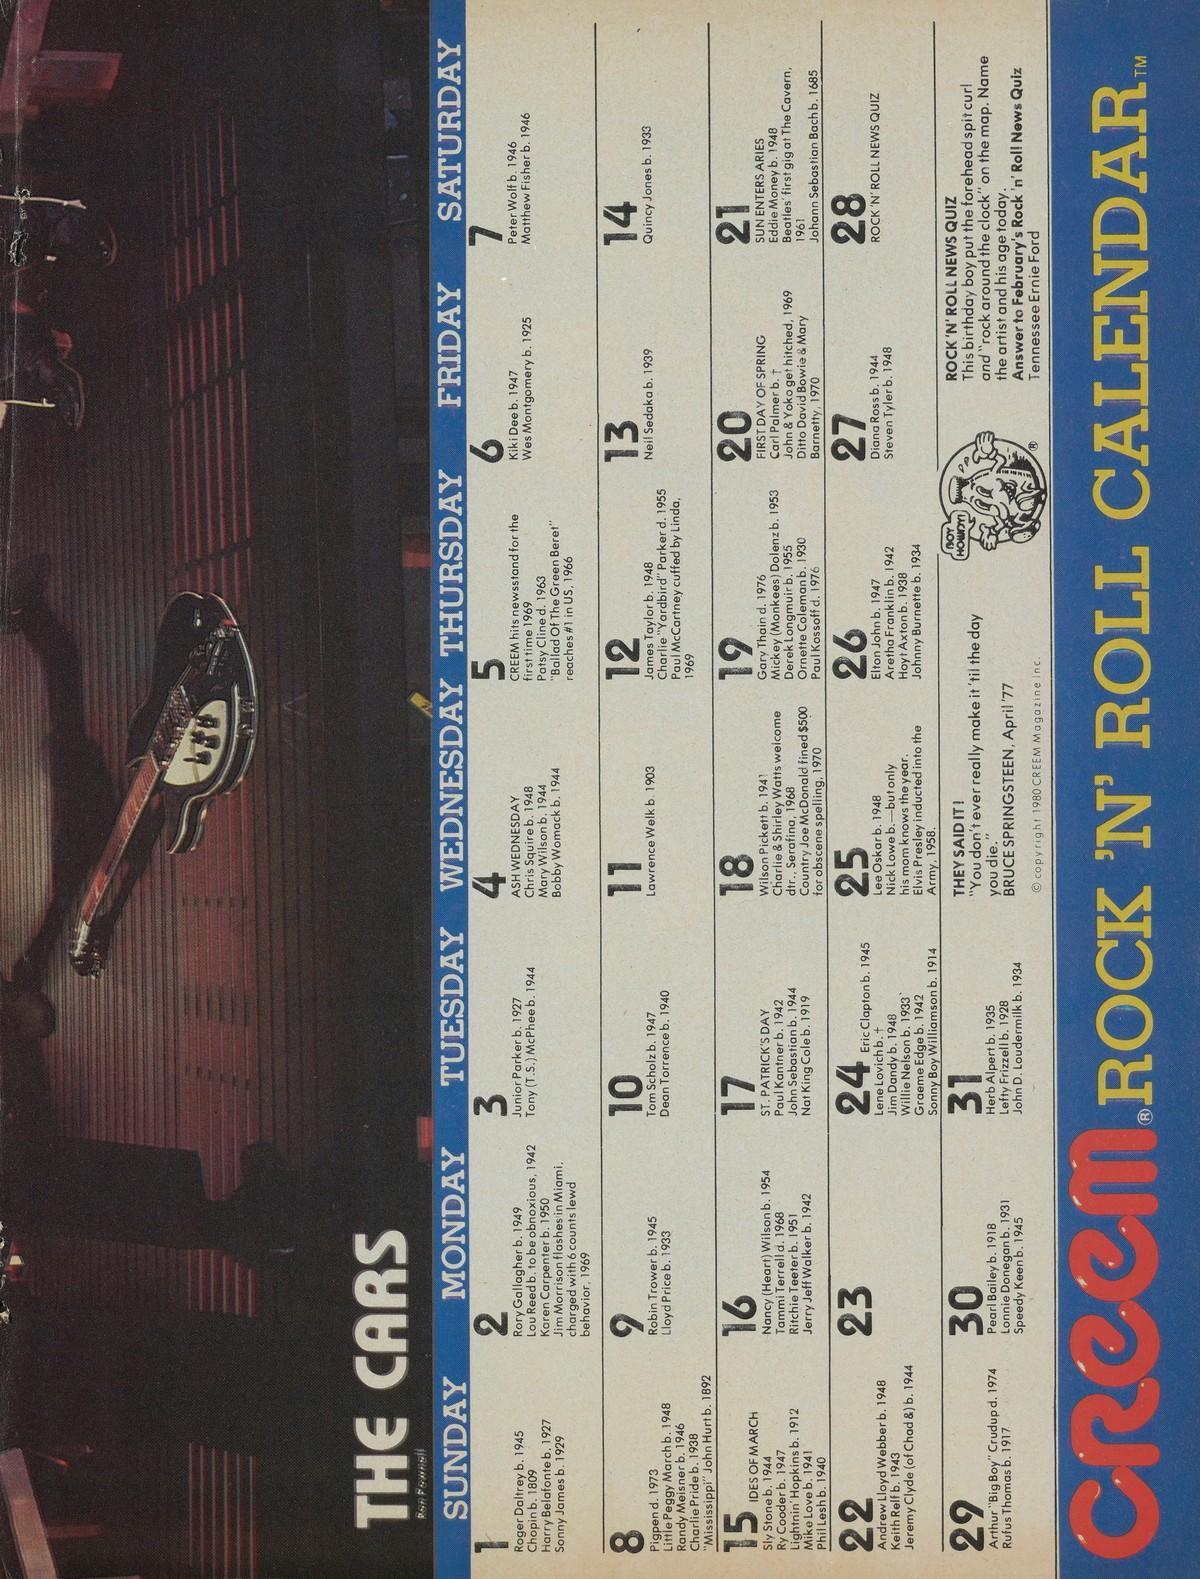 THE CARS
Ron Pownall
SUNDAY MONDAY TUESDAY WEDNESDAY THURSDAY FRIDAY SATURDAY
1
Roger Daltrey b. 1945
Chopin b. 1809
Harry Belafonte b. 1927
Sonny James b. 1929
2
Rory Gallagher b. 1949
Lou Reed b. to be obnoxious, 1942
Karen Carpenter b. 1950
Jim Morrison flashes in Miami,
charged with 6 counts lewd
behavior, 1969
3
Junior Parker b. 1927
Tony (T.S.) McPhee b. 1944
4
ASH WEDNESDAY
Chris Squire b. 1948
Mary Wilson b. 1944
Bobby Womack b. 1944
5
CREEM hits newsstand for the
first time 1969
Patsy Cline d. 1963
"Ballad Of The Green Beret"
reaches #1 in US, 1966
6
Kiki Dee b. 1947
Wes Montgomery b. 1925
7
Peter Wolf b. 1946
Matthew Fisher b. 1946
8
Pigpen d. 1973
Little Peggy March b. 1948
Randy Meisner b. 1946
Charlie Pride b. 1938
"Mississippi" John Hurt b. 1892
9
Robin Trower b. 1945
Lloyd Price b. 1933
10
Tom Scholz b. 1947
Dean Torrence b. 1940
11
Lawrence Welk b. 1903
12
James Taylor b. 1948
Charlie "Yardbird" Parker d. 1955
Paul McCartney cuffed by Linda,
1969
13
Neil Sedaka b. 1939
14
Quincy Jones b. 1933
15 IDES OF MARCH
Sly Stone b. 1944
Ry Cooder b. 1947
Lightnin' Hopkins b. 1912
Mike Love b. 1941
Phil Lesh b. 1940
16
Nancy (Heart) Wilson b. 1954
Tammi Terrell d. 1968
Ritchie Teeter b. 1951
Jerry Jeff Walker b. 1942
17
ST. PATRICK'S DAY
Paul Kantner b. 1942
John Sebastian b. 1944
Nat King Cole b. 1919
18
Wilson Pickett b. 1941
Charlie & Shirley Watts welcome
dtr., Serafina, 1968
Country Joe McDonald fined $500
for obscene spelling, 1970
19
Gary Thain d. 1976
Mickey (Monkees) Dolenz b. 1953
Derek Longmuir b. 1955
Ornette Coleman b. 1930
Paul Kossoff d. 1976
20
FIRST DAY OF SPRING
Carl Palmer b. †
John & Yoko get hitched, 1969
Ditto David Bowie & Mary
Barnetty, 1970
21
SUN ENTERS ARIES
Eddie Money b. 1948
Beatles' first gig at The Cavern,
1961
Johann Sebastian Bach b. 1685
22
Andrew Lloyd Webber b. 1948
Keith Relf b. 1943
Jeremy Clyde (of Chad &) b. 1944
23
24 Eric Clapton b. 1945
Lene Lovich b. †
Jim Dandy b. 1948
Willie Nelson b. 1933
Graeme Edge b. 1942
Sonny Boy Williamson b. 1914
25
Lee Oskar b. 1948
Nick Lowe b.—but only
his mom knows the year.
Elvis Presley inducted into the
Army, 1958.
26
Elton John b. 1947
Aretha Franklin b. 1942
Hoyt Axton b. 1938
Johnny Burnette b. 1934
27
Diana Ross b. 1944
Steven Tyler b. 1948
28
ROCK 'N' ROLL NEWS QUIZ
29
Arthur "Big Boy" Crudup d. 1974
Rufus Thomas b. 1917
30
Pearl Bailey b. 1918
Lonnie Donegan b. 1931
Speedy Keen b. 1945
31
Herb Alpert b. 1935
Lefty Frizzell b. 1928
John D. Loudermilk b. 1934
THEY SAID IT!
"You don't ever really make it 'til the day
you die."
BRUCE SPRINGSTEEN, April '77
© copyright 1980 CREEM Magazine Inc.
BOY
HOWDY!
®
ROCK 'N' ROLL NEWS QUIZ
This birthday boy put the forehead spit curl
and "rock around the clock" on the map. Name
the artist and his age today.
Answer to February's Rock 'n' Roll News Quiz
Tennessee Ernie Ford
CREEM® ROCK 'N' ROLL CALENDAR™